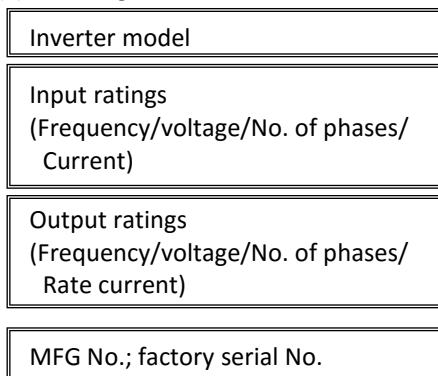 Inverter model
Input ratings
(Frequency/voltage/No. of phases/
Current)
Output ratings
(Frequency/voltage/No. of phases/
Rate current)
MFG No.; factory serial No.